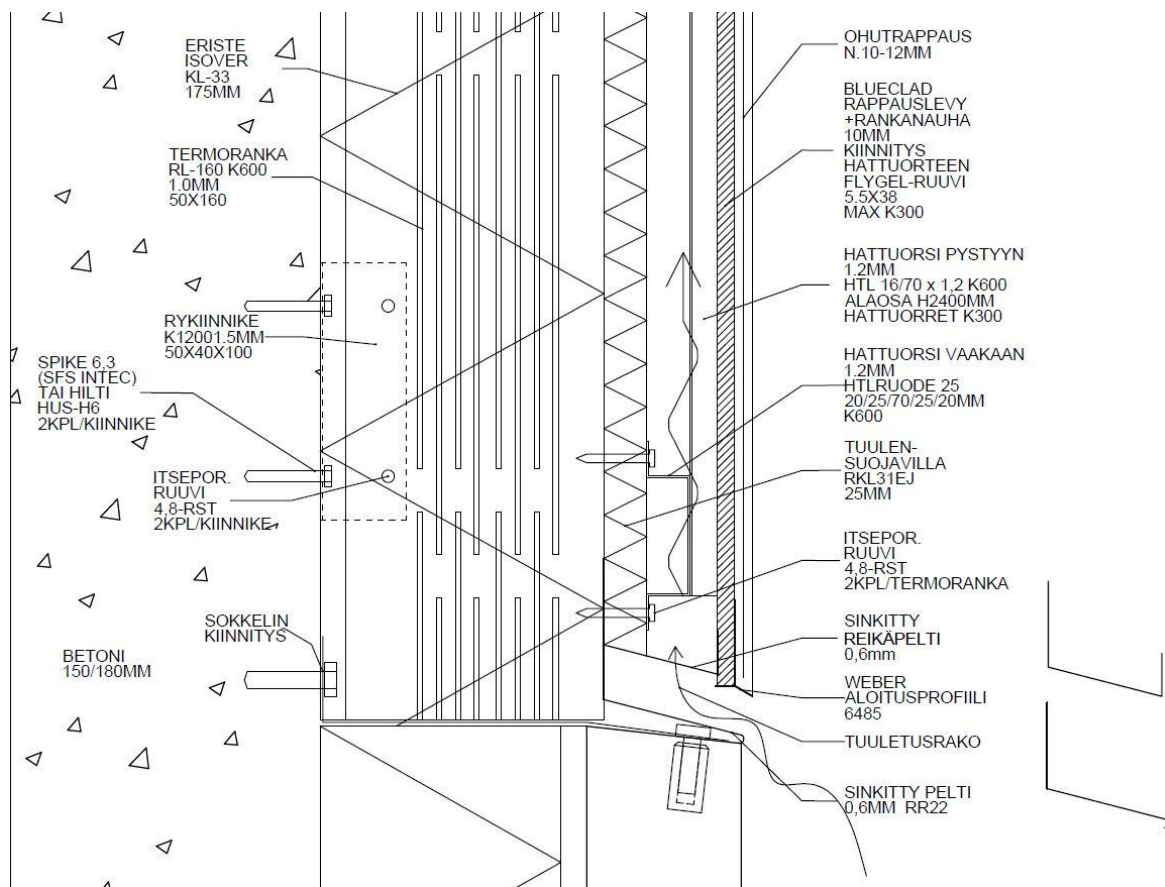 ERISTE
ISOVER
KL-33
175MM
TERMORANKA
RL-160 K600
1.0MM
50X160
RYKIINNIKE
K12001.5MM
50X40X100
SPIKE 6,3
(SFS INTEC)
TAI HILTI
HUS-H6
2KPL/KIINNIKE
ITSEPOR.
RUUVI
4,8-RST
2KPL/KIINNIKE
SOKKELIN
KIINNITYS
BETONI
150/180MM
OHUTRAPPAUS
N.10-12MM
BLUECLAD
RAPPAUSLEVY
+RANKANAUHA
10MM
KIINNITYS
HATTUORTEEN
FLYGEL-RUUVI
5.5X38
MAX K300
HATTUORSI PYSTYYN
1.2MM
HTL 16/70 x 1,2 K600
ALAOSA H2400MM
HATTUORRET K300
HATTUORSI VAAKAAN
1.2MM
HTLRUODE 25
20/25/70/25/20MM
K600
TUULEN-
SUOJAVILLA
RKL31EJ
25MM
ITSEPOR.
RUUVI
4,8-RST
2KPL/TERMORANKA
SINKITTY
REIKÄPELTI
0,6mm
WEBER
ALOITUSPROFIILI
6485
TUULETUSRAKO
SINKITTY PELTI
0,6MM RR22